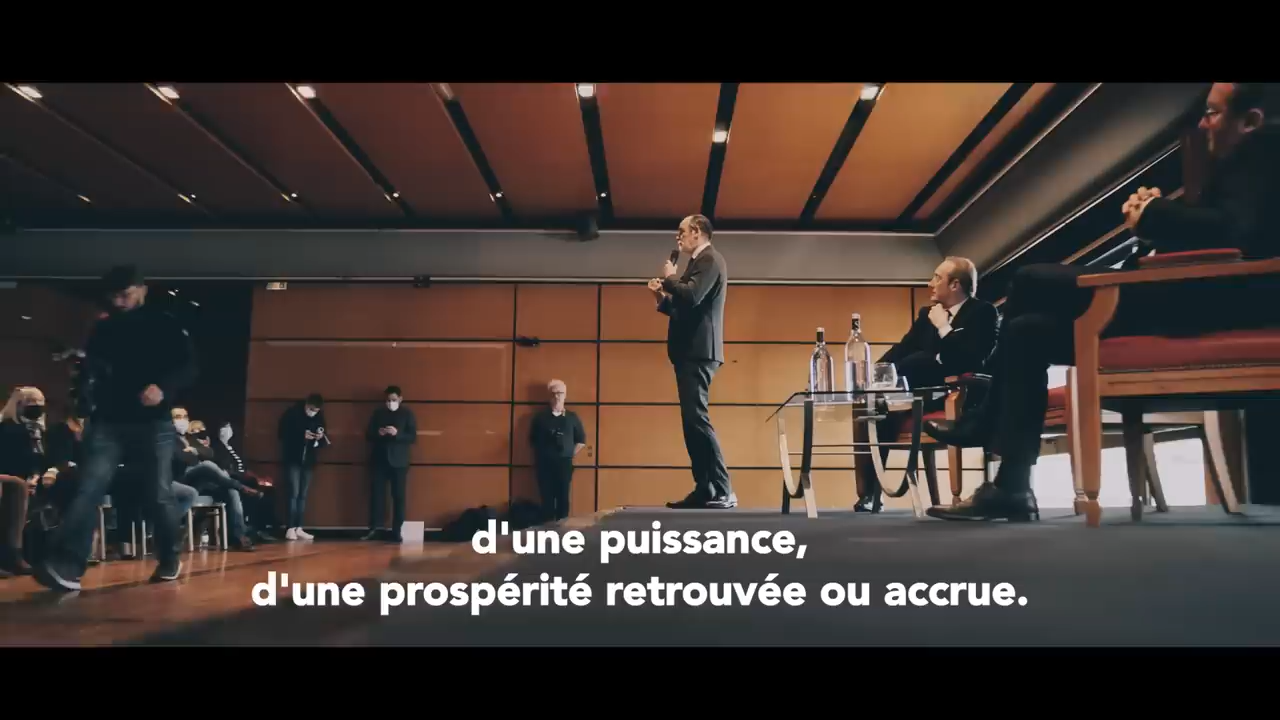 d'une puissance,
d'une prospérité retrouvée ou accrue.